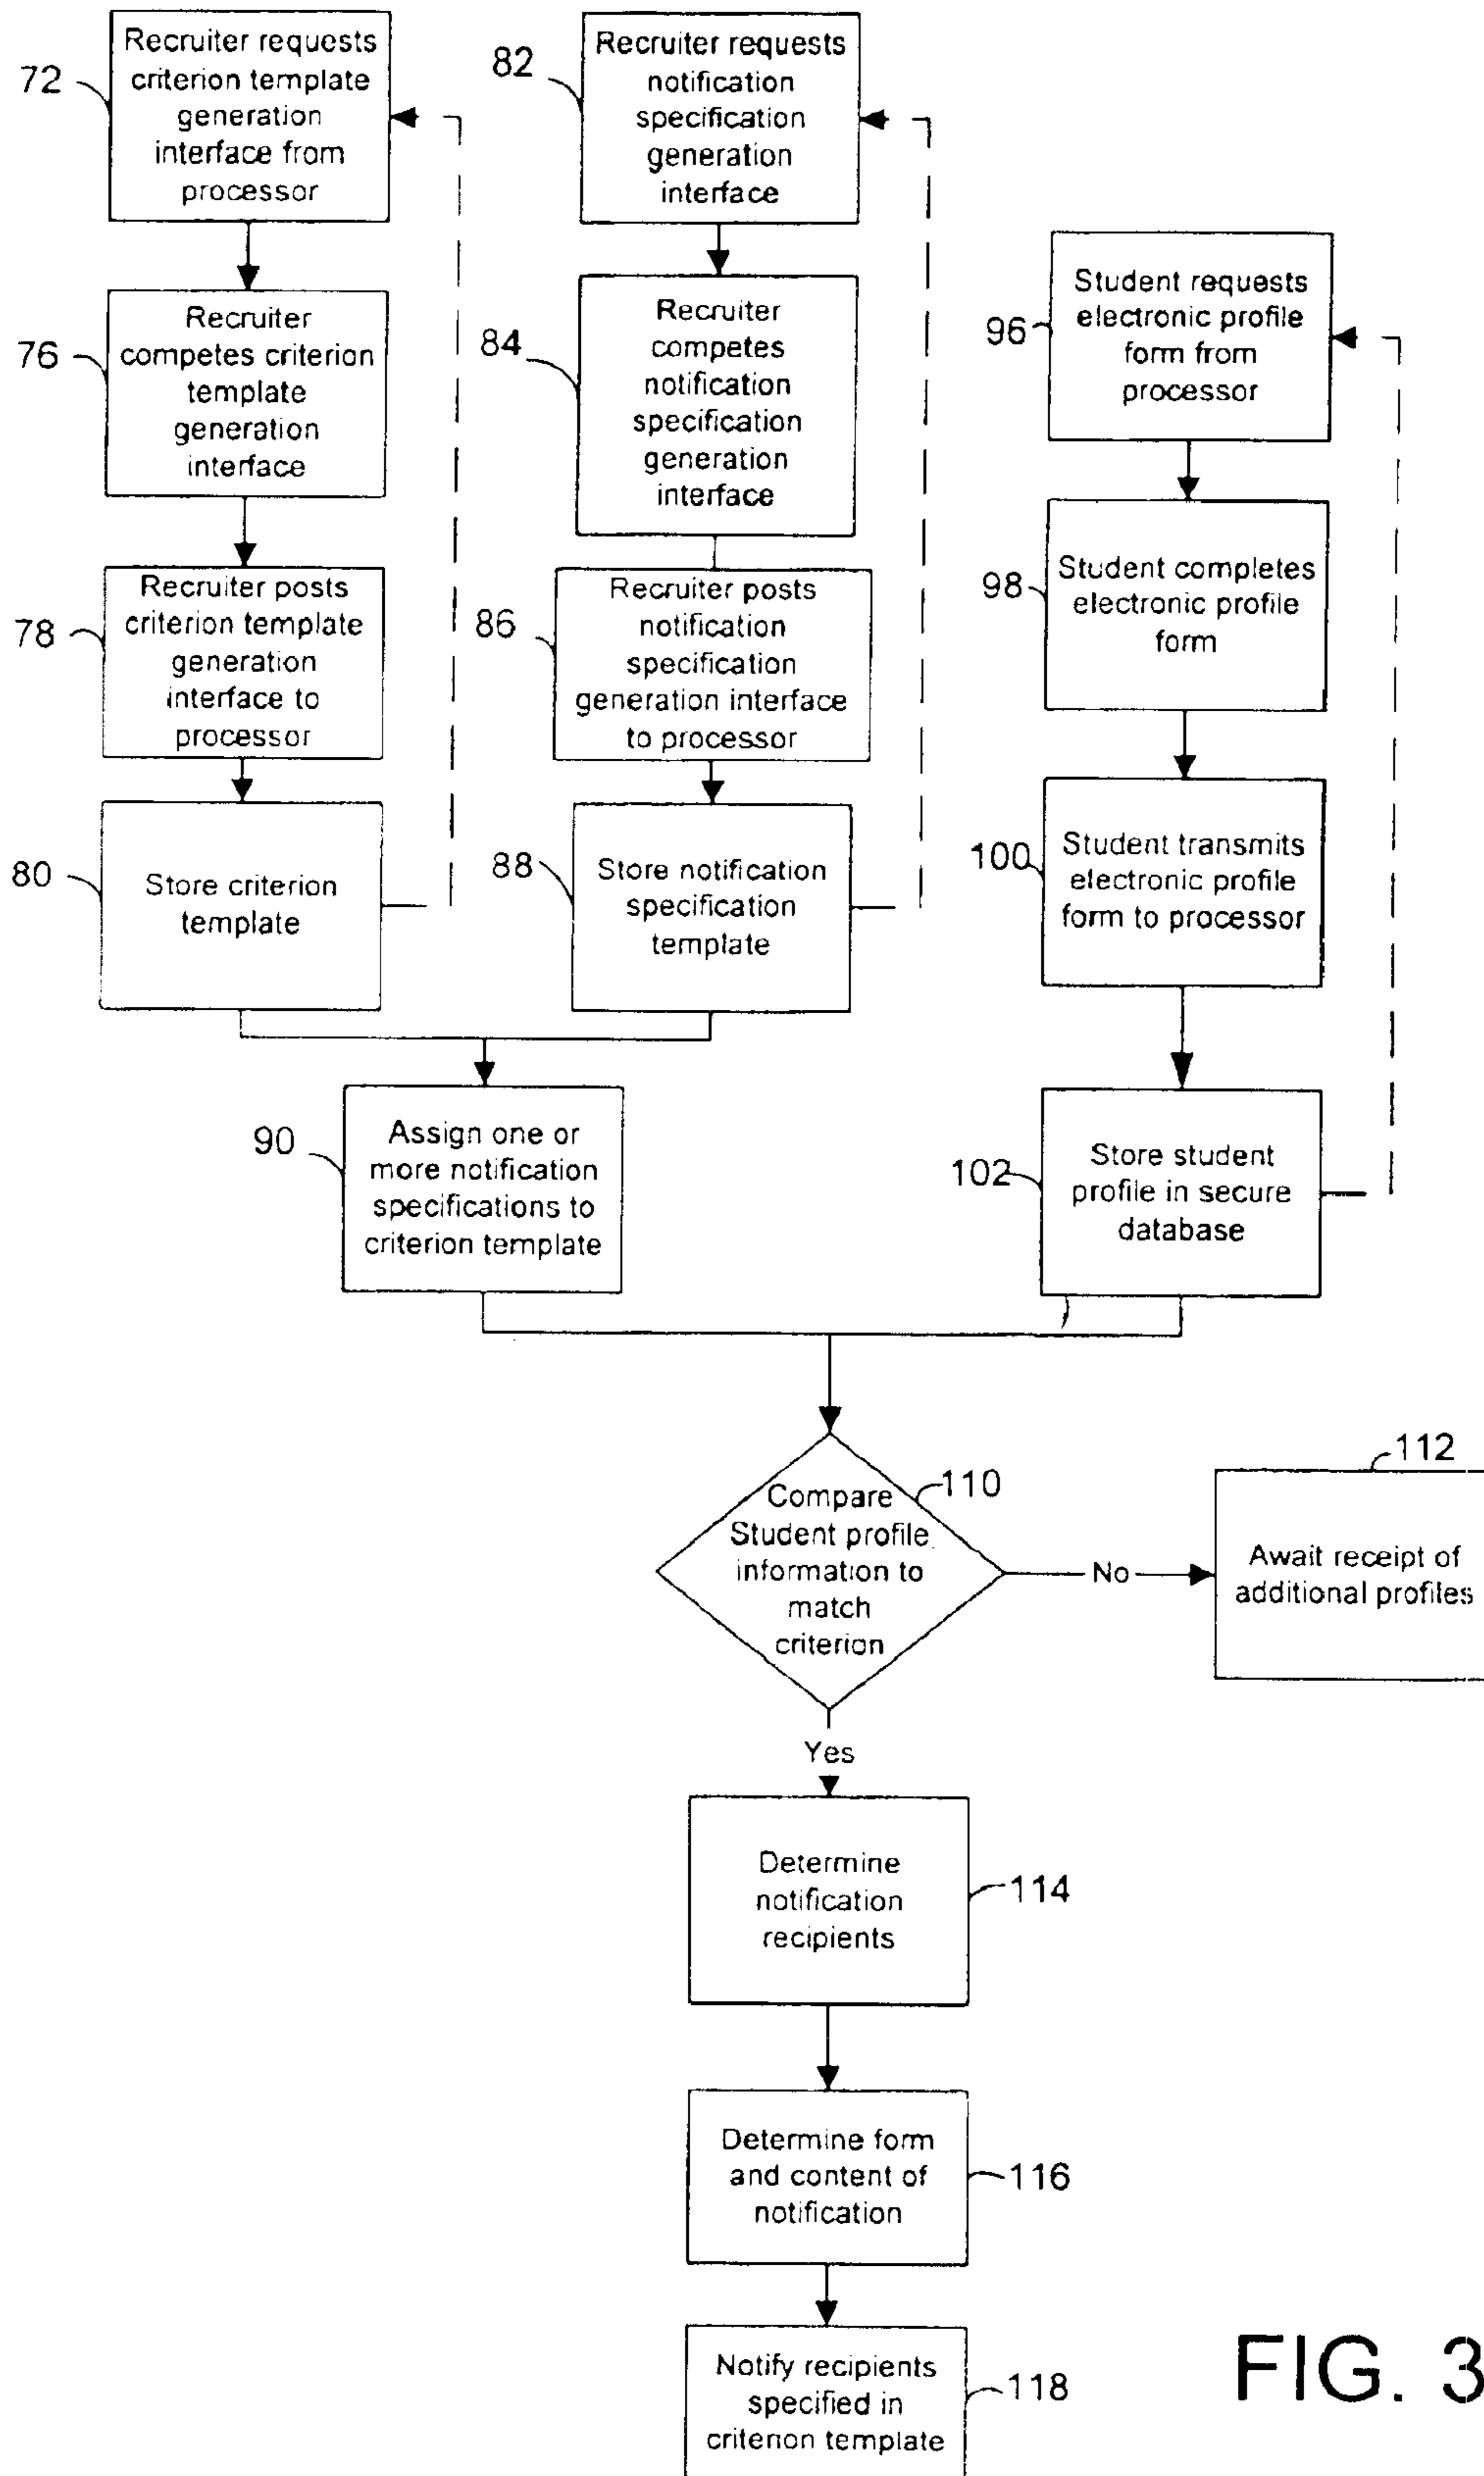 72
Recruiter requests
criterion template
generation
interface from
processor
76
Recruiter
competes criterion
template
generation
interface
78
Recruiter posts
criterion template
generation
interface to
processor
80
Store criterion
template
82
Recruiter requests
notification
specification
generation
interface
84
Recruiter
competes
notification
specification
generation
interface
86
Recruiter posts
notification
specification
generation interface
to processor
88
Store notification
specification
template
90
Assign one or
more notification
specifications to
criterion template
96
Student requests
electronic profile
form from
processor
98
Student completes
electronic profile
form
100
Student transmits
electronic profile
form to processor
102
Store student
profile in secure
database
110
Compare
Student profile
information to
match
criterion
No
112
Await receipt of
additional profiles
Yes
Determine
notification
recipients
114
Determine form
and content of
notification
116
Notify recipients
specified in
criterion template
118
FIG. 3